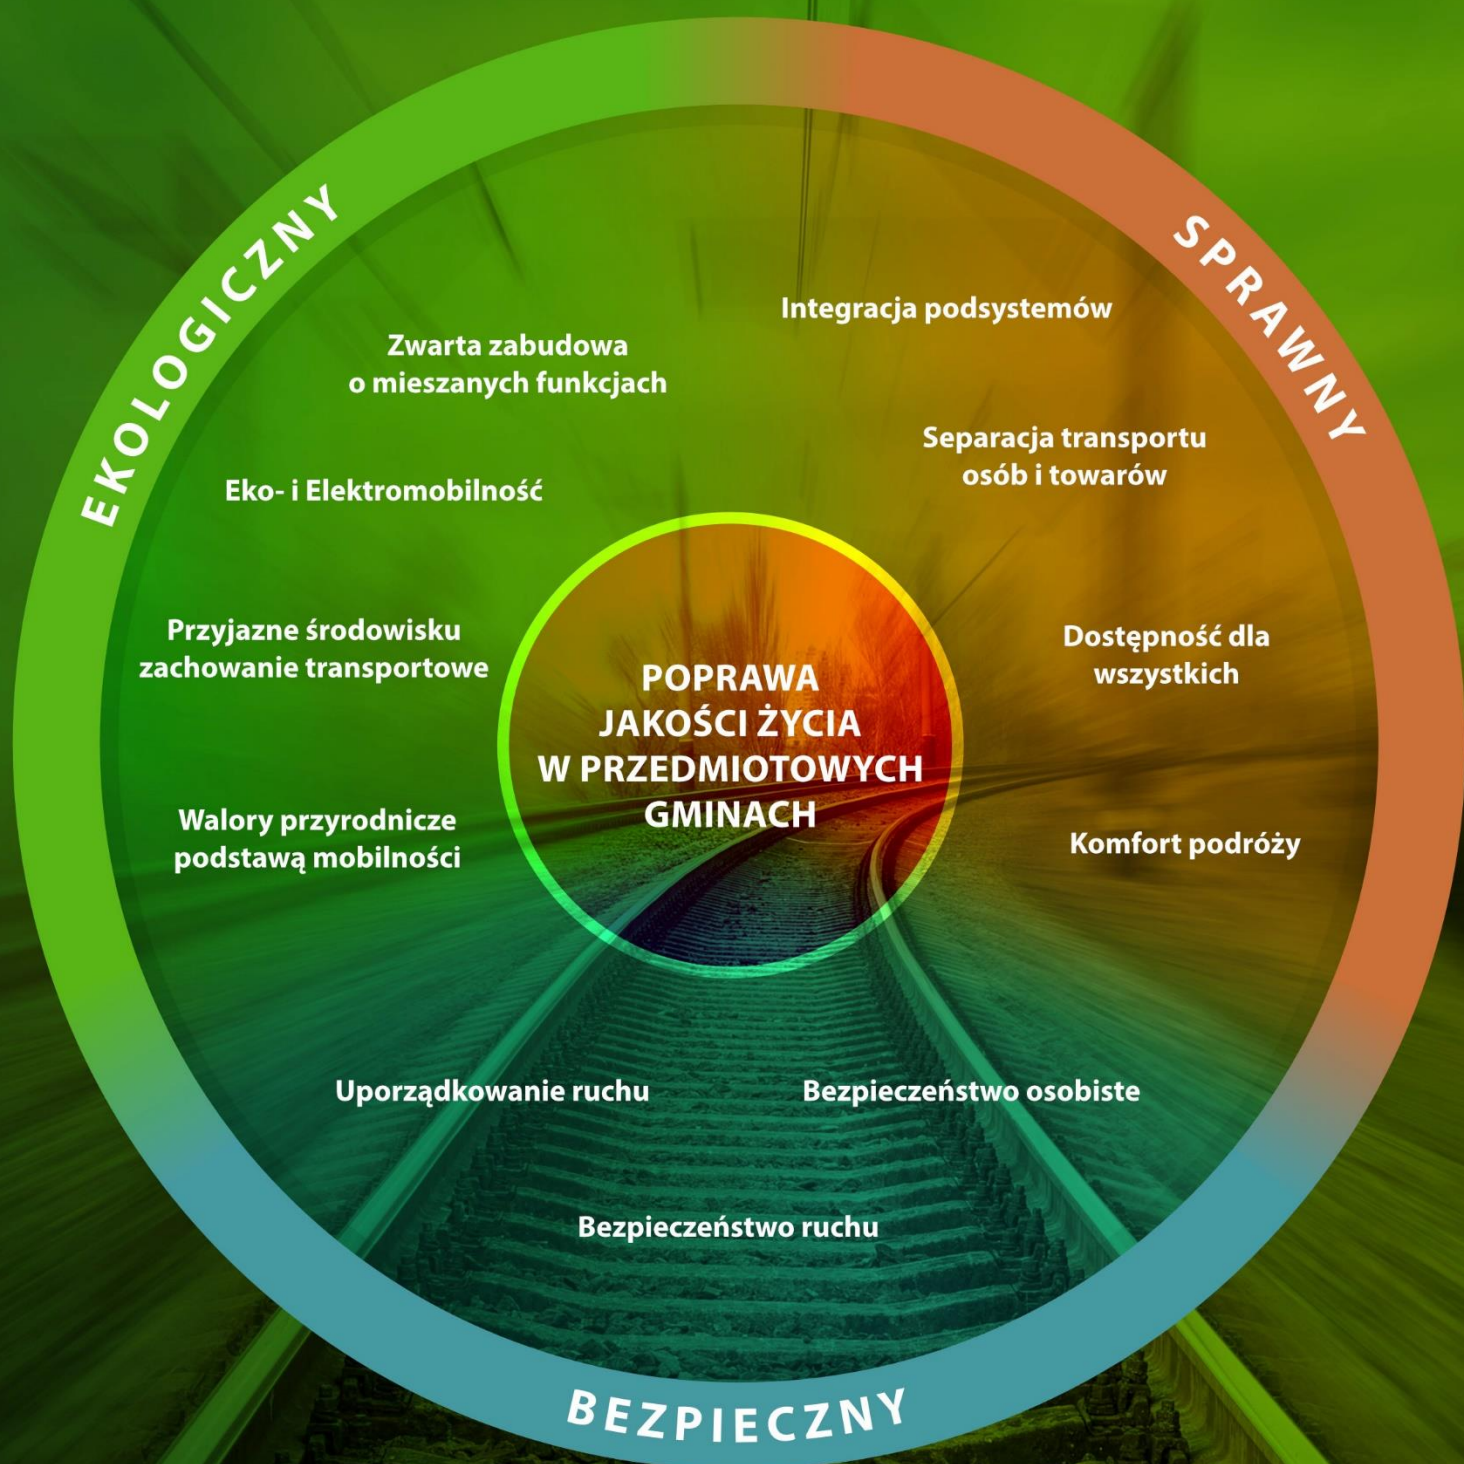 EKOLOGICZNY
SPRAWNY
Integracja podsystemów
Zwarta zabudowa
o mieszanych funkcjach
Separacja transportu
osób i towarów
Eko- i Elektromobilność
Przyjazne środowisku
zachowanie transportowe
Dostępność dla
wszystkich
POPRAWA
JAKOŚCI ŻYCIA
W PRZEDMIOTOWYCH
GMINACH
Walory przyrodnicze
podstawą mobilności
Komfort podróży
Uporządkowanie ruchu
Bezpieczeństwo osobiste
Bezpieczeństwo ruchu
BEZPIECZNY